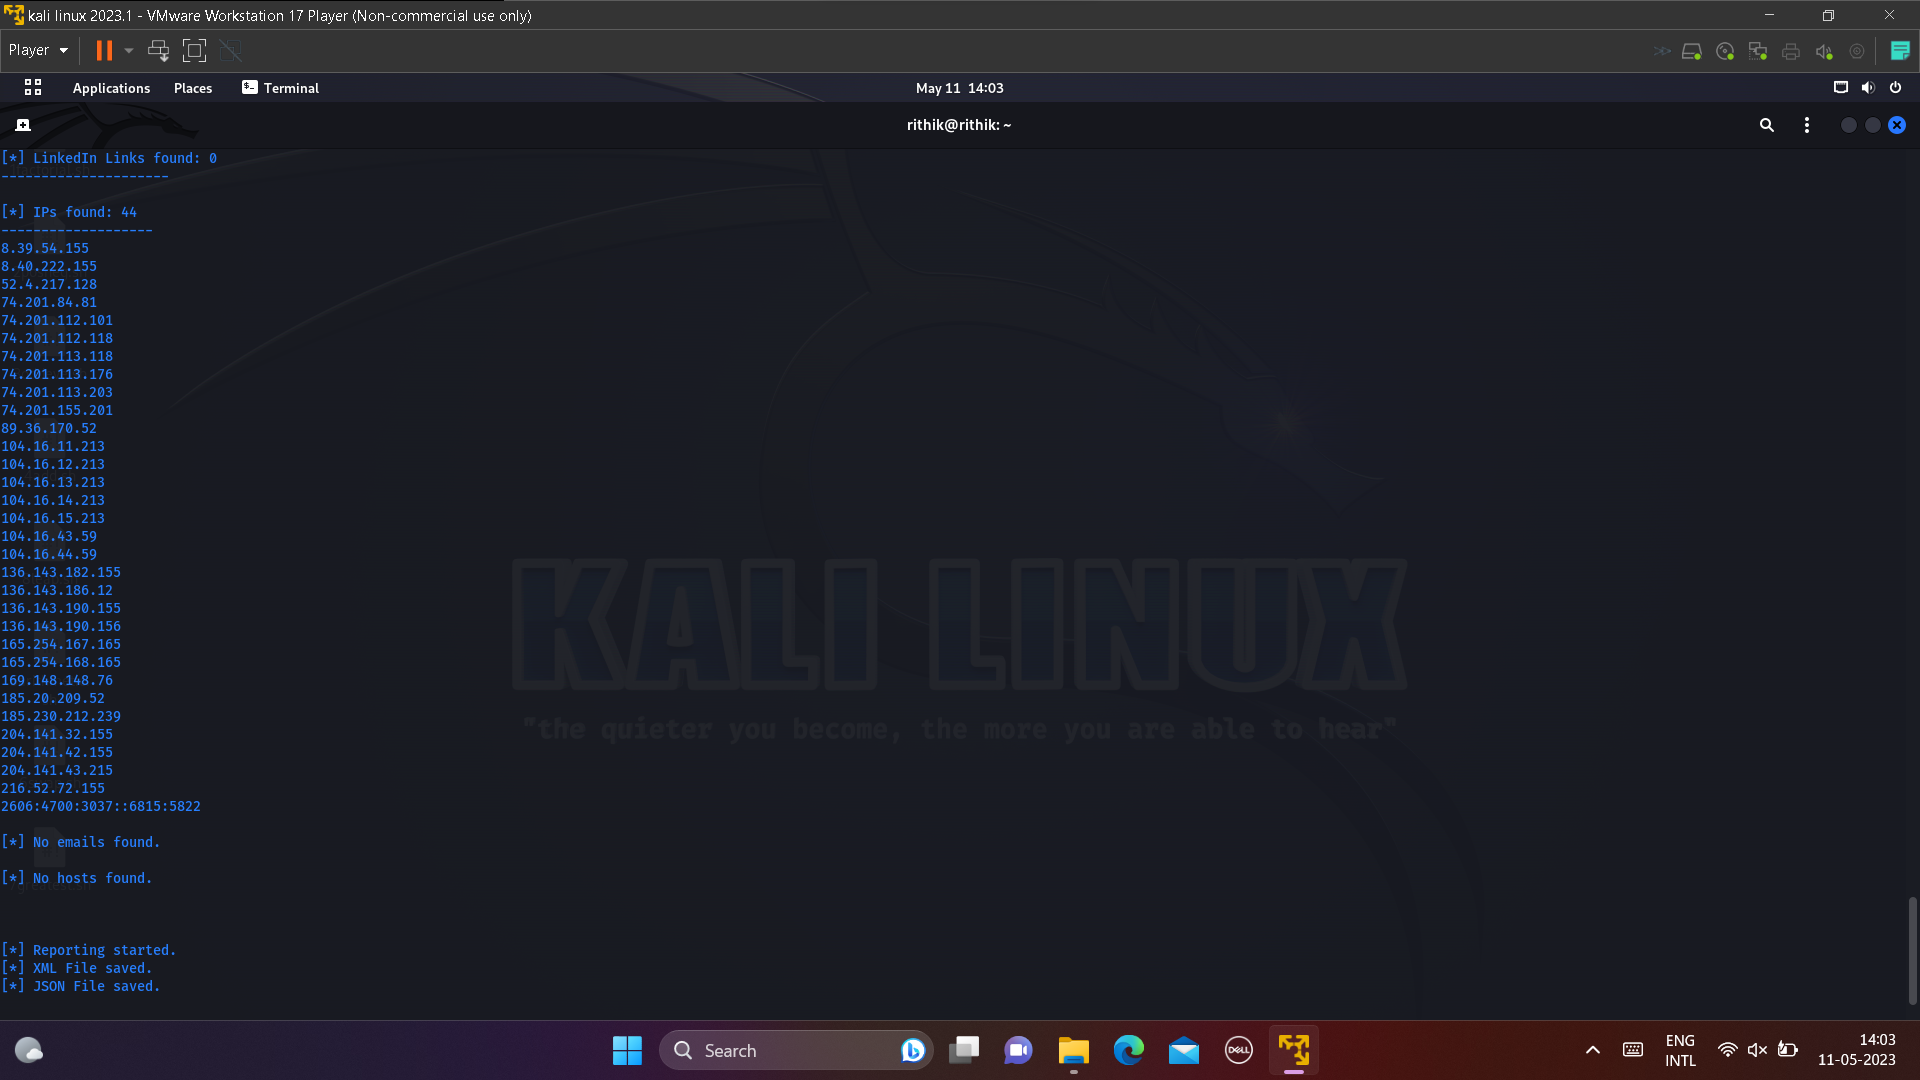 kali linux 2023.1 - VMware Workstation 17 Player (Non-commercial use only)
Player
Applications Places Terminal May 11 14:03
rithik@rithik: ~
[*] LinkedIn Links found: 0
---------------------
[*] IPs found: 44
-------------------
8.39.54.155
8.40.222.155
52.4.217.128
74.201.84.81
74.201.112.101
74.201.112.118
74.201.113.118
74.201.113.176
74.201.113.203
74.201.155.201
89.36.170.52
104.16.11.213
104.16.12.213
104.16.13.213
104.16.14.213
104.16.15.213
104.16.43.59
104.16.44.59
136.143.182.155
136.143.186.12
136.143.190.155
136.143.190.156
165.254.167.165
165.254.168.165
169.148.148.76
185.20.209.52
185.230.212.239
204.141.32.155
204.141.42.155
204.141.43.215
216.52.72.155
2606:4700:3037::6815:5822
[*] No emails found.
[*] No hosts found.
[*] Reporting started.
[*] XML File saved.
[*] JSON File saved.
KALI LINUX
"the quieter you become, the more you are able to hear"
Search
DELL
ENG
INTL
14:03
11-05-2023